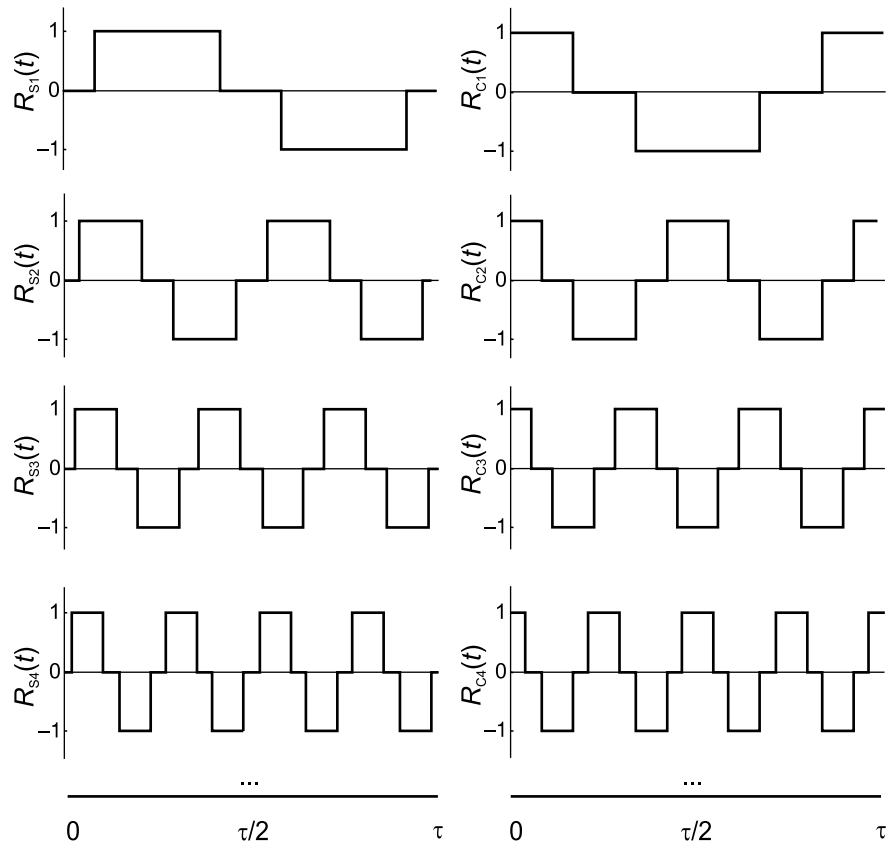 R_S1(t)
1
0
−1
R_C1(t)
1
0
−1
R_S2(t)
1
0
−1
R_C2(t)
1
0
−1
R_S3(t)
1
0
−1
R_C3(t)
1
0
−1
R_S4(t)
1
0
−1
R_C4(t)
1
0
−1
... ...
0 τ/2 τ 0 τ/2 τ